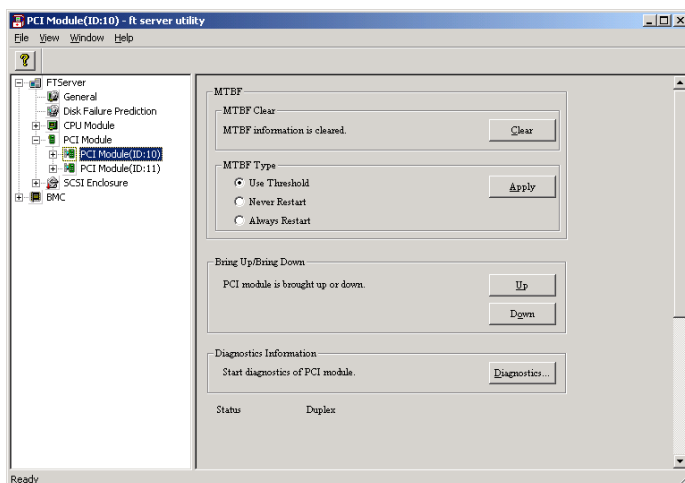 PCI Module(ID:10) - ft server utility
File View Window Help
FTServer
General
Disk Failure Prediction
CPU Module
PCI Module
PCI Module(ID:10)
PCI Module(ID:11)
SCSI Enclosure
BMC
MTBF
MTBF Clear
MTBF information is cleared.
Clear
MTBF Type
Use Threshold
Apply
Never Restart
Always Restart
Bring Up/Bring Down
PCI module is brought up or down.
Up
Down
Diagnostics Information
Start diagnostics of PCI module.
Diagnostics...
Status Duplex
Ready